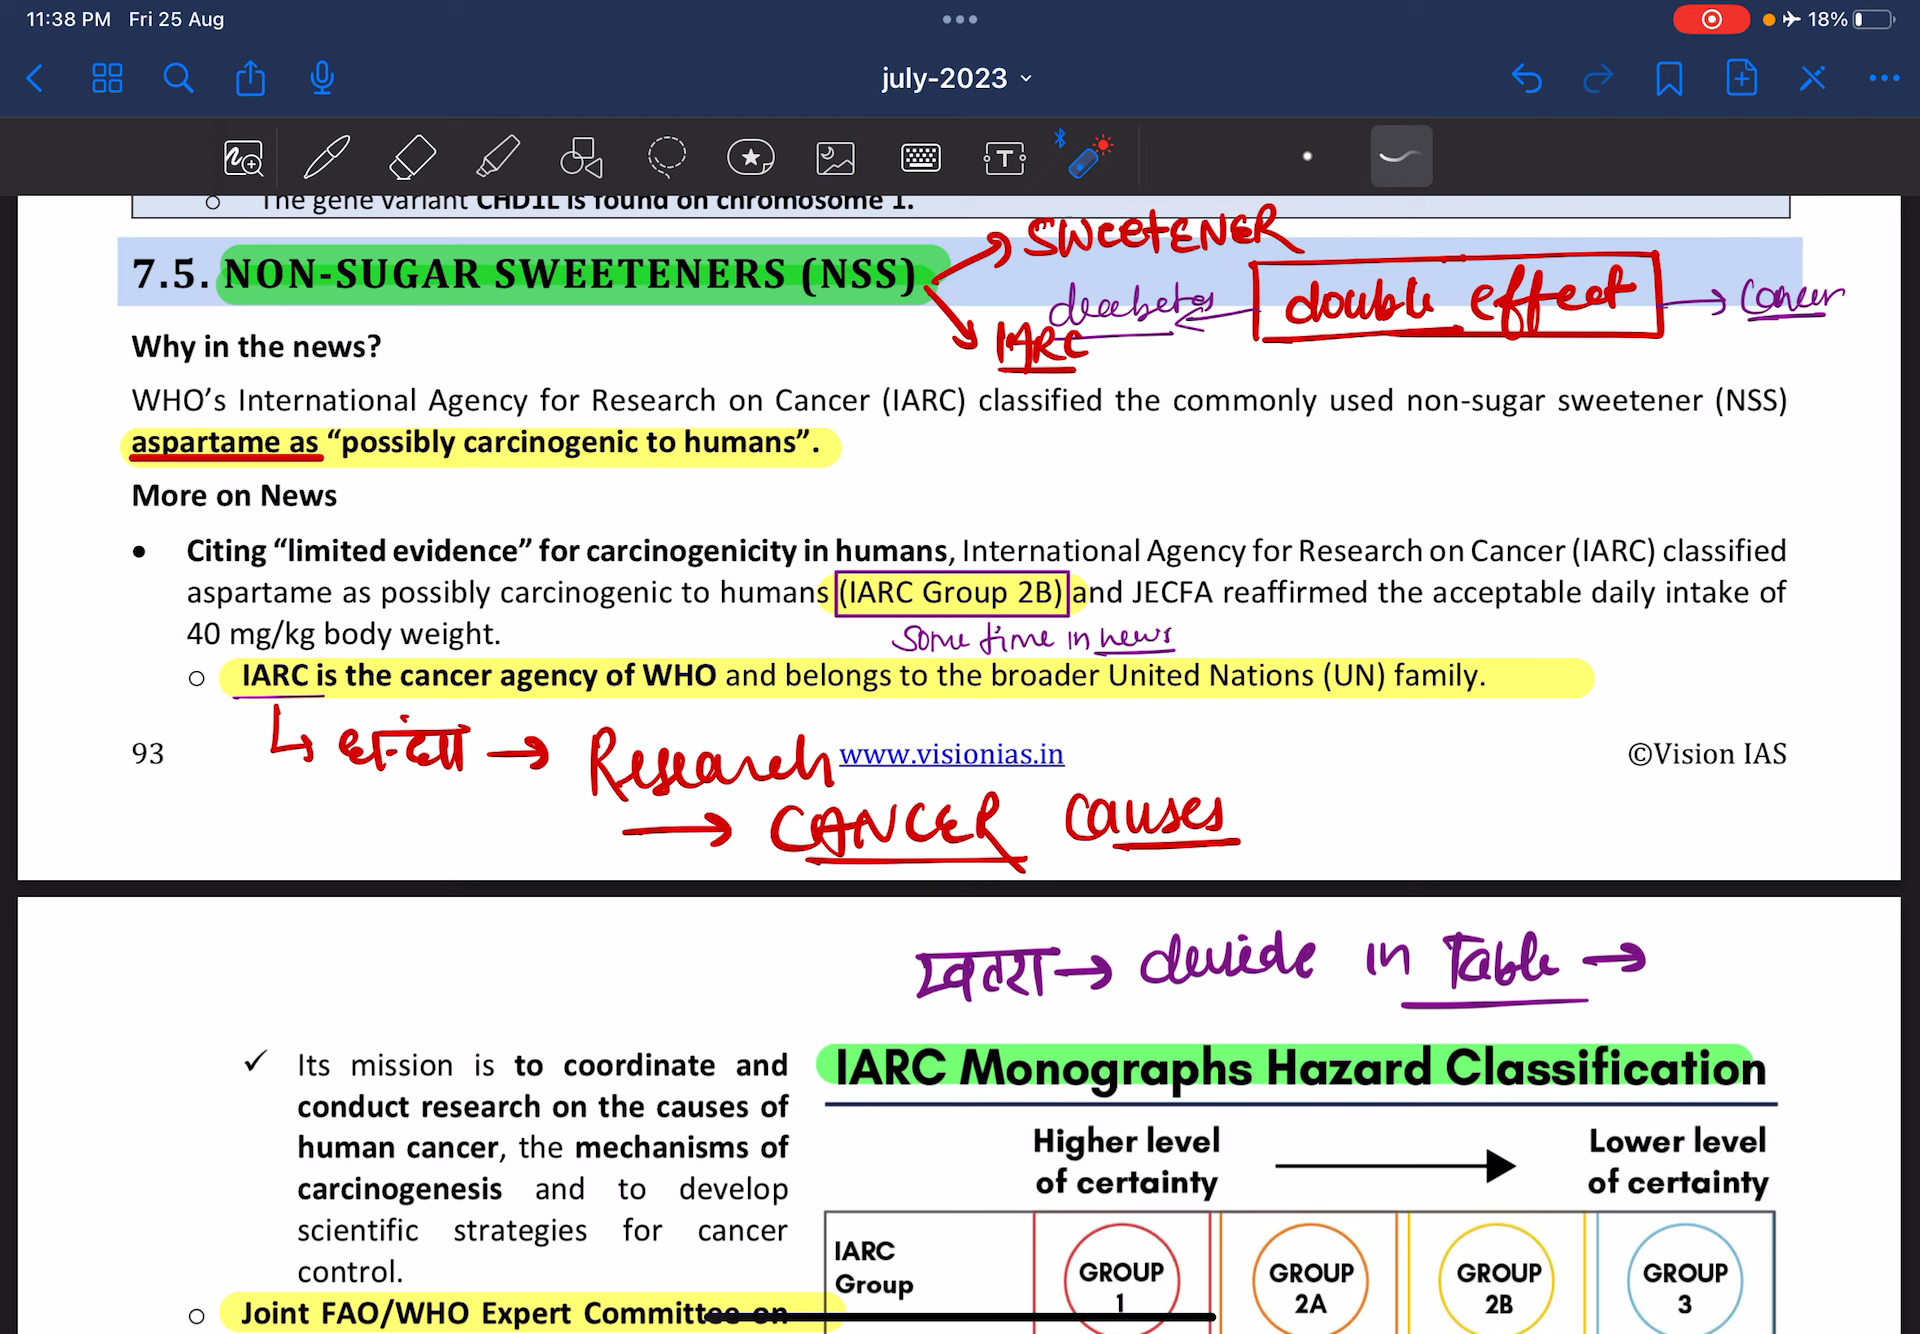 11:38 PM Fri 25 Aug
18%
july-2023
The gene variant CHD1L is found on chromosome 1.
7.5. NON-SUGAR SWEETENERS (NSS)
SWEETENER
diabetes
double effect
Cancer
IARC
Why in the news?
WHO’s International Agency for Research on Cancer (IARC) classified the commonly used non-sugar sweetener (NSS)
aspartame as “possibly carcinogenic to humans”.
More on News
• Citing “limited evidence” for carcinogenicity in humans, International Agency for Research on Cancer (IARC) classified
aspartame as possibly carcinogenic to humans (IARC Group 2B) and JECFA reaffirmed the acceptable daily intake of
40 mg/kg body weight.
Some time in news
o IARC is the cancer agency of WHO and belongs to the broader United Nations (UN) family.
धन्धा → Research
93
www.visionias.in
©Vision IAS
→ CANCER Causes
खतरा → devide in Table →
✓ Its mission is to coordinate and
conduct research on the causes of
human cancer, the mechanisms of
carcinogenesis and to develop
scientific strategies for cancer
control.
o Joint FAO/WHO Expert Committee on
IARC Monographs Hazard Classification
Higher level
of certainty
Lower level
of certainty
IARC
Group
GROUP
1
GROUP
2A
GROUP
2B
GROUP
3